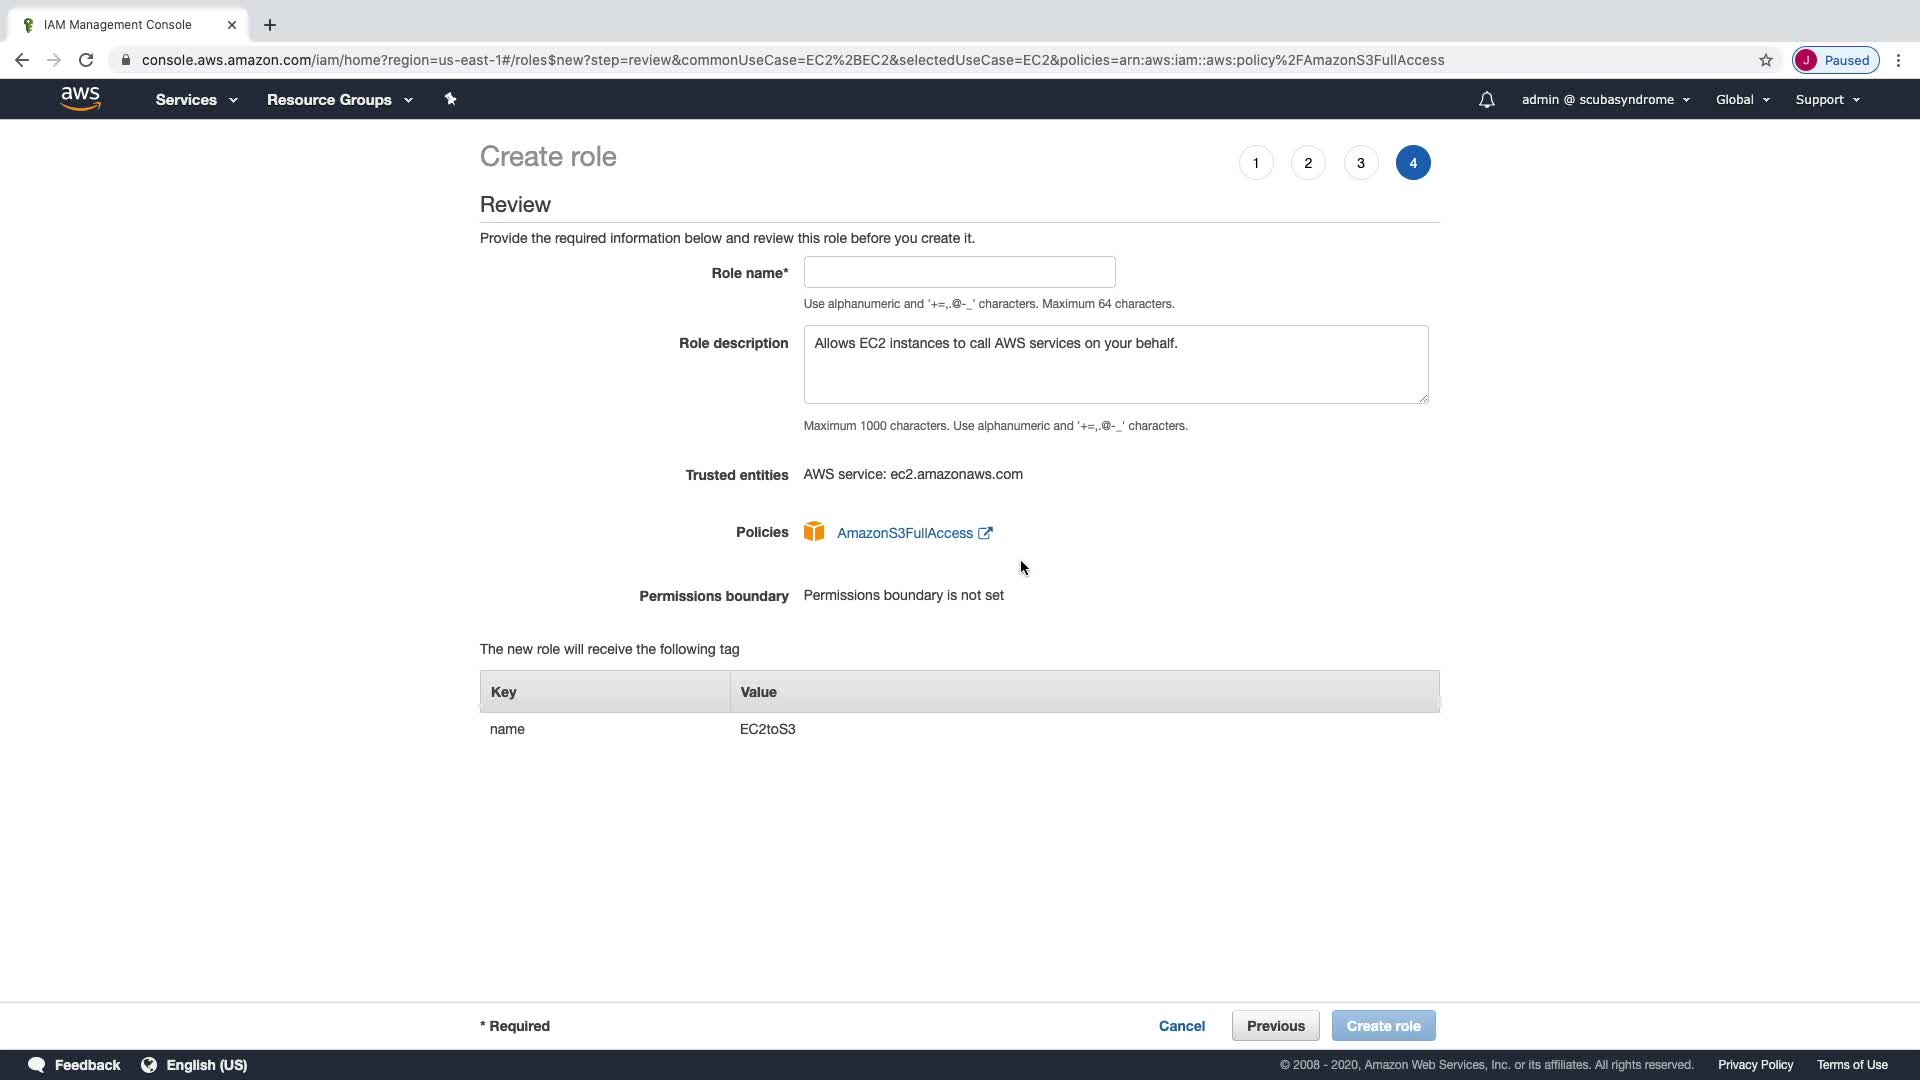 IAM Management Console
console.aws.amazon.com/iam/home?region=us-east-1#/roles$new?step=review&commonUseCase=EC2%2BEC2&selectedUseCase=EC2&policies=arn:aws:iam::aws:policy%2FAmazonS3FullAccess
J Paused
aws Services Resource Groups admin @ scubasyndrome Global Support
Create role
1 2 3 4
Review
Provide the required information below and review this role before you create it.
Role name*
Use alphanumeric and '+=,.@-_' characters. Maximum 64 characters.
Role description Allows EC2 instances to call AWS services on your behalf.
Maximum 1000 characters. Use alphanumeric and '+=,.@-_' characters.
Trusted entities AWS service: ec2.amazonaws.com
Policies AmazonS3FullAccess
Permissions boundary Permissions boundary is not set
The new role will receive the following tag
Key Value
name EC2toS3
* Required Cancel Previous Create role
Feedback English (US) © 2008 - 2020, Amazon Web Services, Inc. or its affiliates. All rights reserved. Privacy Policy Terms of Use